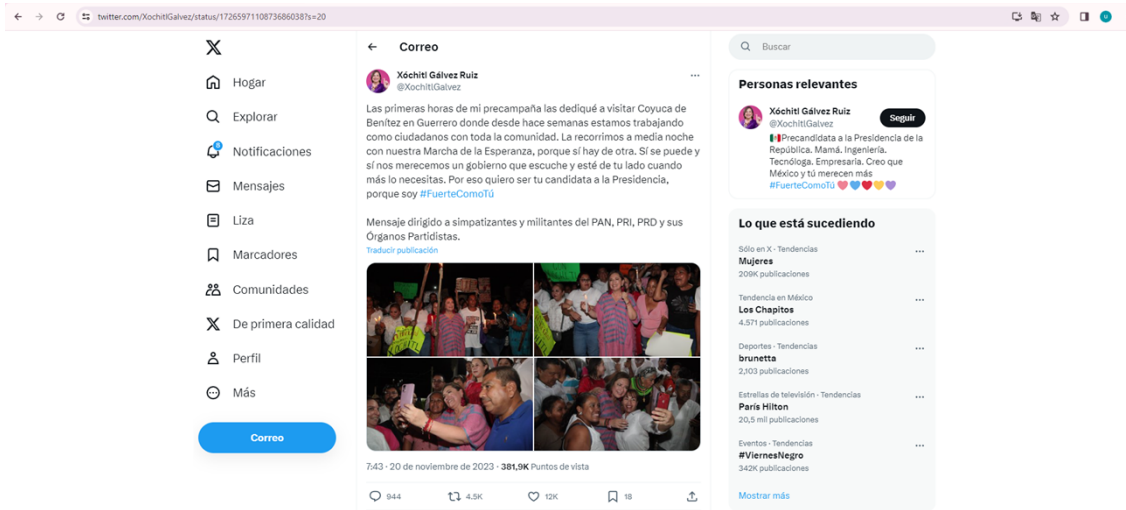 twitter.com/XochitlGalvez/status/1726597110873686038?s=20
Hogar
Explorar
Notificaciones
Mensajes
Liza
Marcadores
Comunidades
De primera calidad
Perfil
Más
Correo
Correo
Xóchitl Gálvez Ruiz
@XochitlGalvez
Las primeras horas de mi precampaña las dediqué a visitar Coyuca de
Benítez en Guerrero donde desde hace semanas estamos trabajando
como ciudadanos con toda la comunidad. La recorrimos a media noche
con nuestra Marcha de la Esperanza, porque sí hay de otra. Sí se puede y
sí nos merecemos un gobierno que escuche y esté de tu lado cuando
más lo necesitas. Por eso quiero ser tu candidata a la Presidencia,
porque soy #FuerteComoTú
Mensaje dirigido a simpatizantes y militantes del PAN, PRI, PRD y sus
Órganos Partidistas.
Traducir publicación
7:43 · 20 de noviembre de 2023 · 381,9K Puntos de vista
944 4.5K 12K 18
Buscar
Personas relevantes
Xóchitl Gálvez Ruiz
@XochitlGalvez
Seguir
Precandidata a la Presidencia de la
República. Mamá. Ingeniería.
Tecnóloga. Empresaria. Creo que
México y tú merecen más
#FuerteComoTú
Lo que está sucediendo
Sólo en X · Tendencias
Mujeres
209K publicaciones
Tendencia en México
Los Chapitos
4.571 publicaciones
Deportes · Tendencias
brunetta
2,103 publicaciones
Estrellas de televisión · Tendencias
París Hilton
20,5 mil publicaciones
Eventos · Tendencias
#ViernesNegro
342K publicaciones
Mostrar más